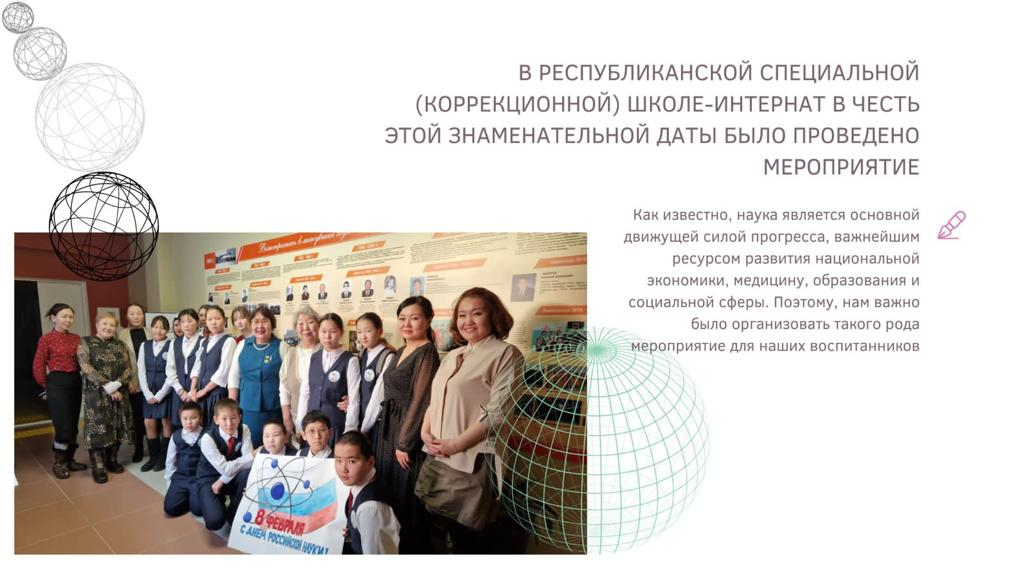 В РЕСПУБЛИКАНСКОЙ СПЕЦИАЛЬНОЙ
(КОРРЕКЦИОННОЙ) ШКОЛЕ-ИНТЕРНАТ В ЧЕСТЬ
ЭТОЙ ЗНАМЕНАТЕЛЬНОЙ ДАТЫ БЫЛО ПРОВЕДЕНО
МЕРОПРИЯТИЕ
Как известно, наука является основной
движущей силой прогресса, важнейшим
ресурсом развития национальной
экономики, медицину, образования и
социальной сферы. Поэтому, нам важно
было организовать такого рода
мероприятие для наших воспитанников
8 ФЕВРАЛЯ
С ДНЁМ РОССИЙСКОЙ НАУКИ!